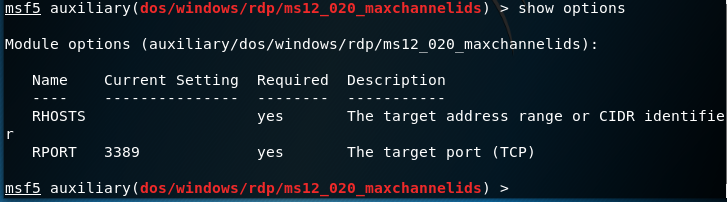 msf5 auxiliary(dos/windows/rdp/ms12_020_maxchannelids) > show options
Module options (auxiliary/dos/windows/rdp/ms12_020_maxchannelids):
Name Current Setting Required Description
---- --------------- -------- -----------
RHOSTS yes The target address range or CIDR identifie
r
RPORT 3389 yes The target port (TCP)
msf5 auxiliary(dos/windows/rdp/ms12_020_maxchannelids) >